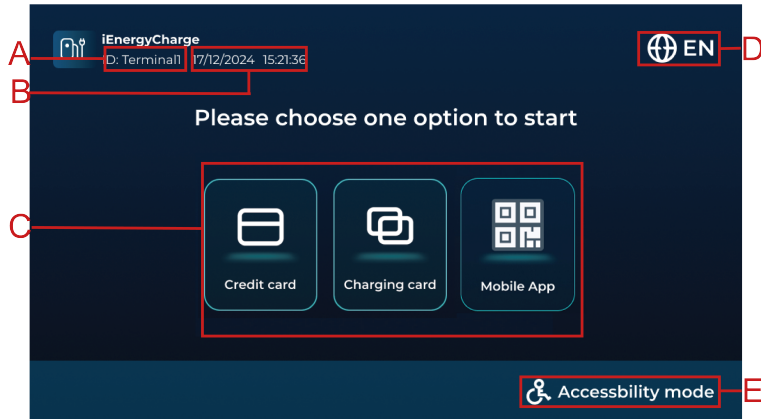 A
iEnergyCharge
D: Terminal1
17/12/2024 15:21:36
B
EN
D
Please choose one option to start
C
Credit card
Charging card
Mobile App
Accessbility mode
E